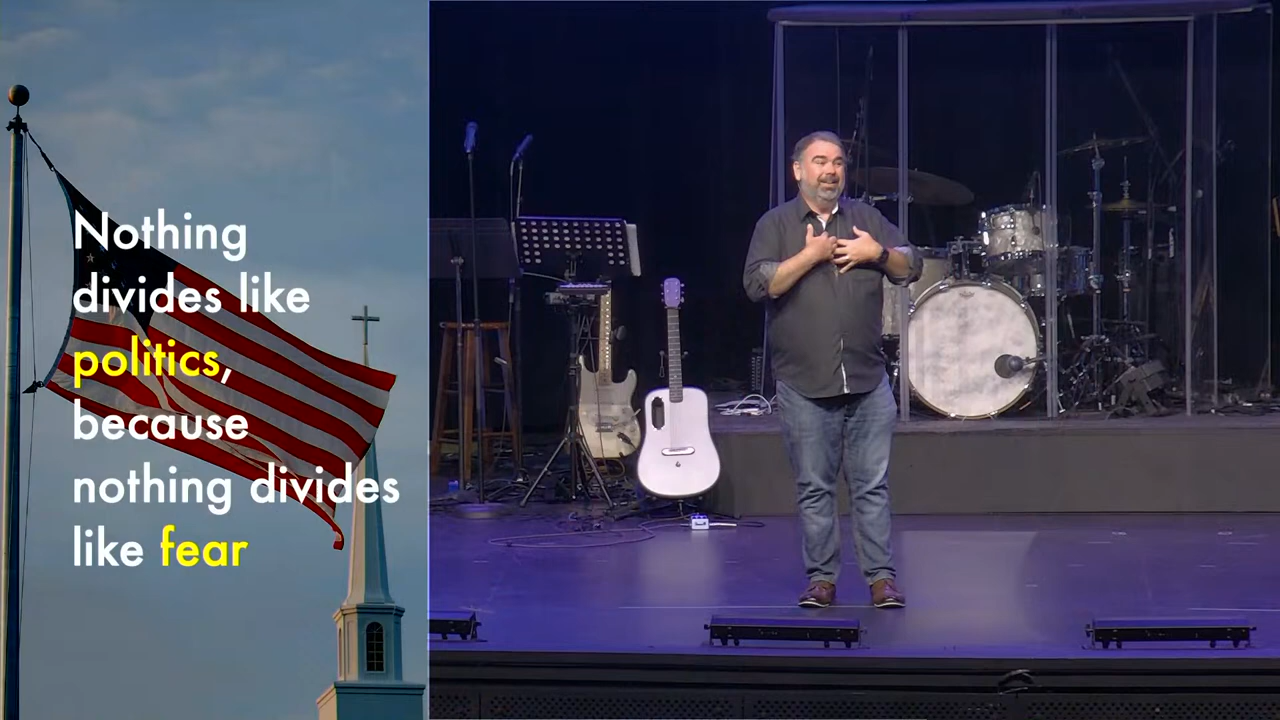 Nothing
divides like
politics,
because
nothing divides
like fear